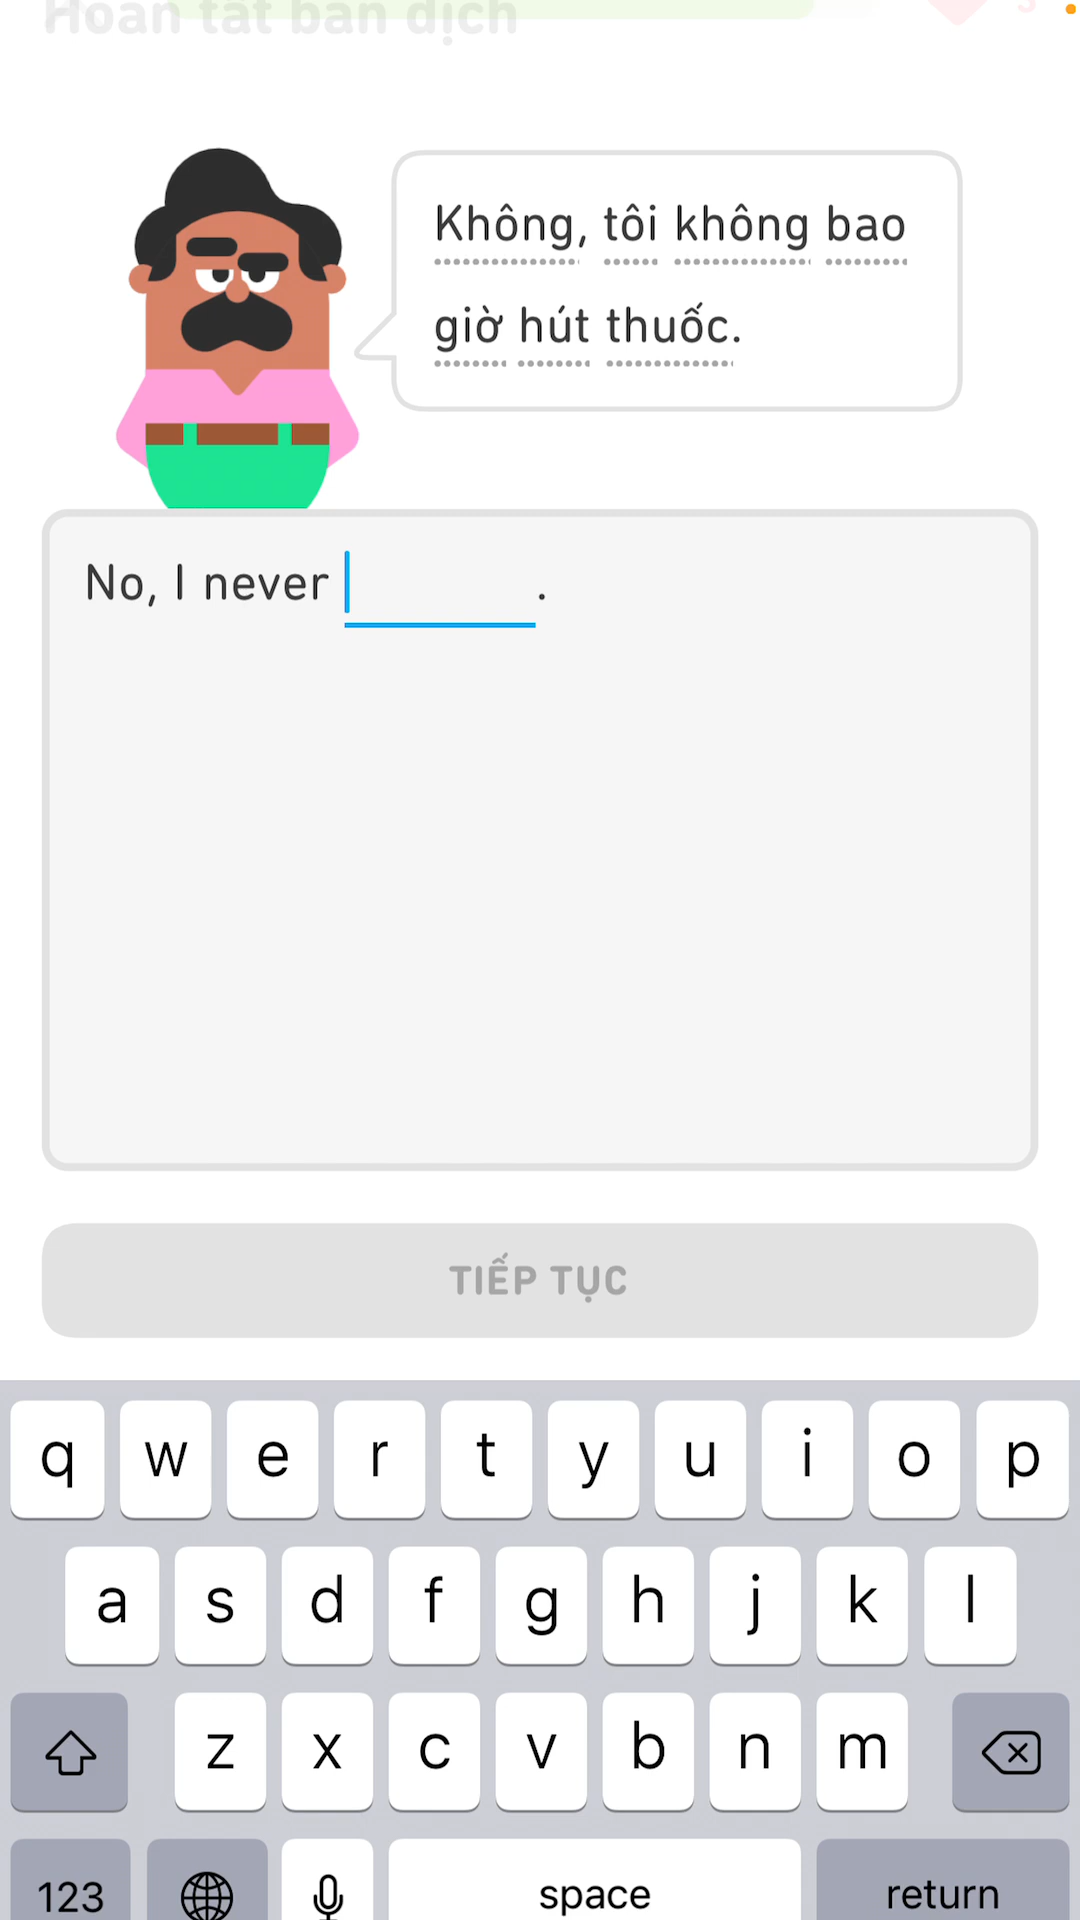 Hoàn tất bản dịch
Không, tôi không bao
giờ hút thuốc.
No, I never .
TIẾP TỤC
q w e r t y u i o p
a s d f g h j k l
z x c v b n m
123 space return